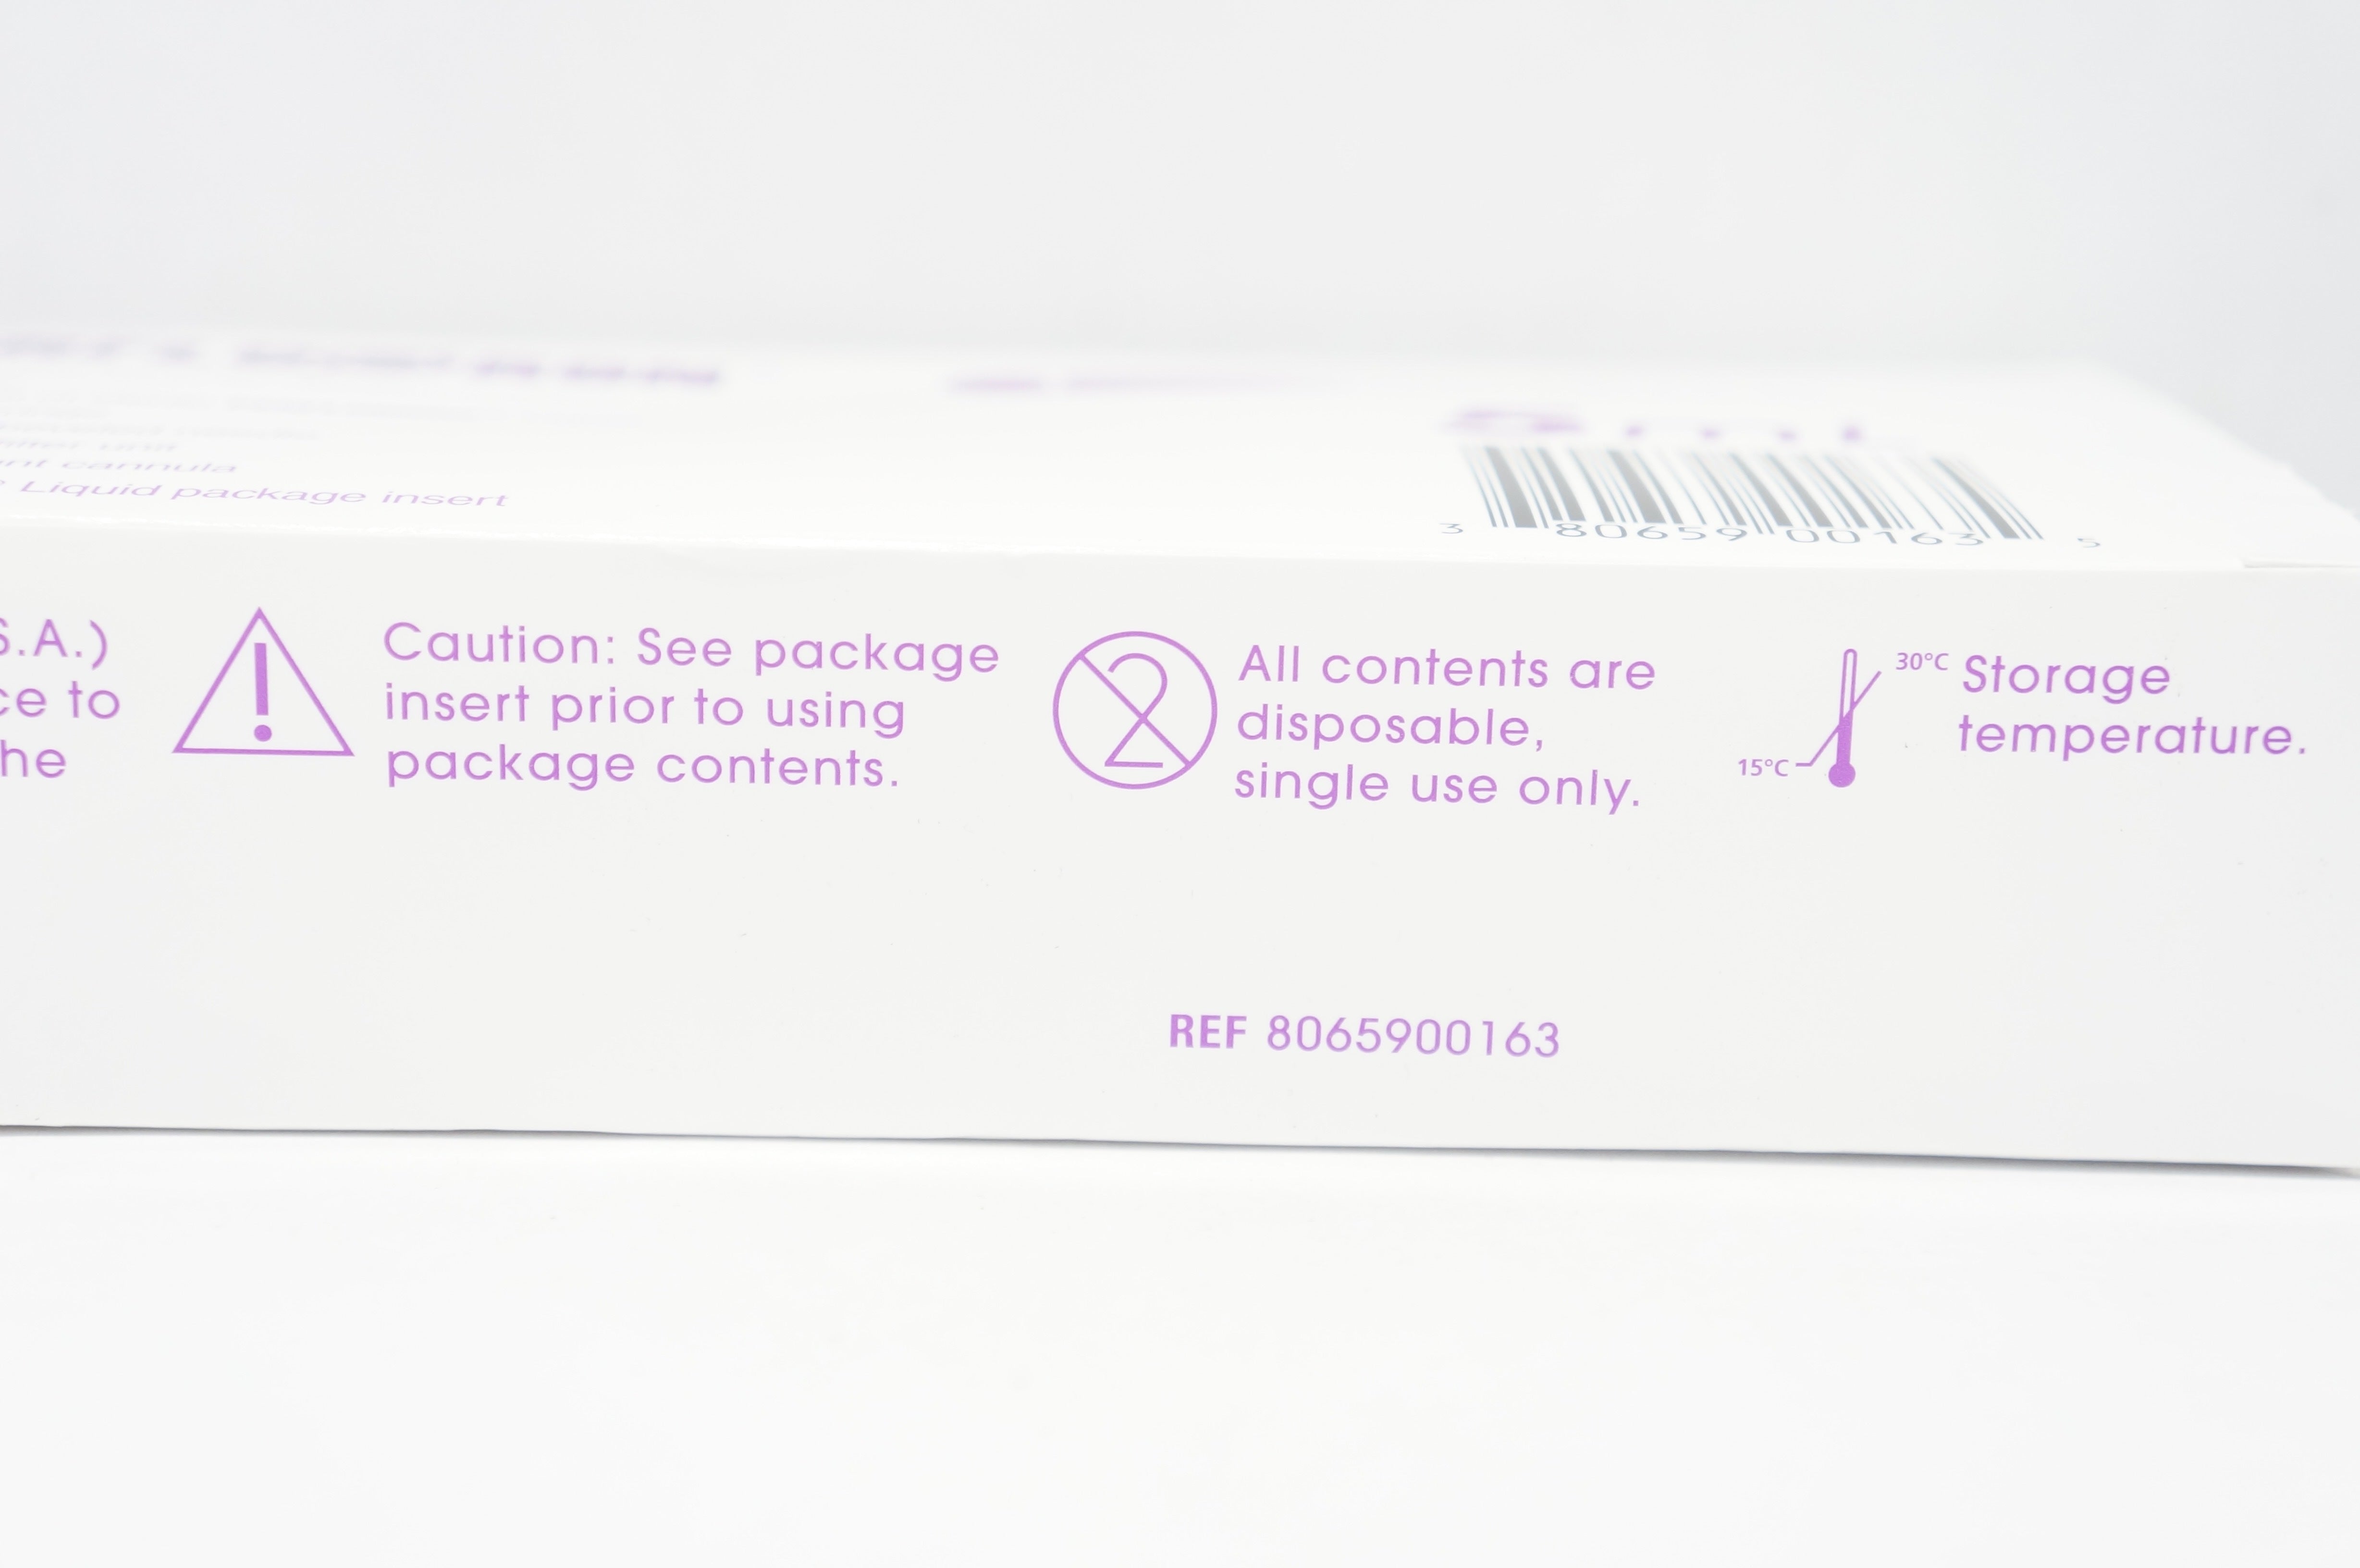 nt cannula
Liquid package insert
3 80659 00163 5
S.A.)
ce to
he
Caution: See package
insert prior to using
package contents.
All contents are
disposable,
single use only.
30°C
15°C
Storage
temperature.
REF 8065900163